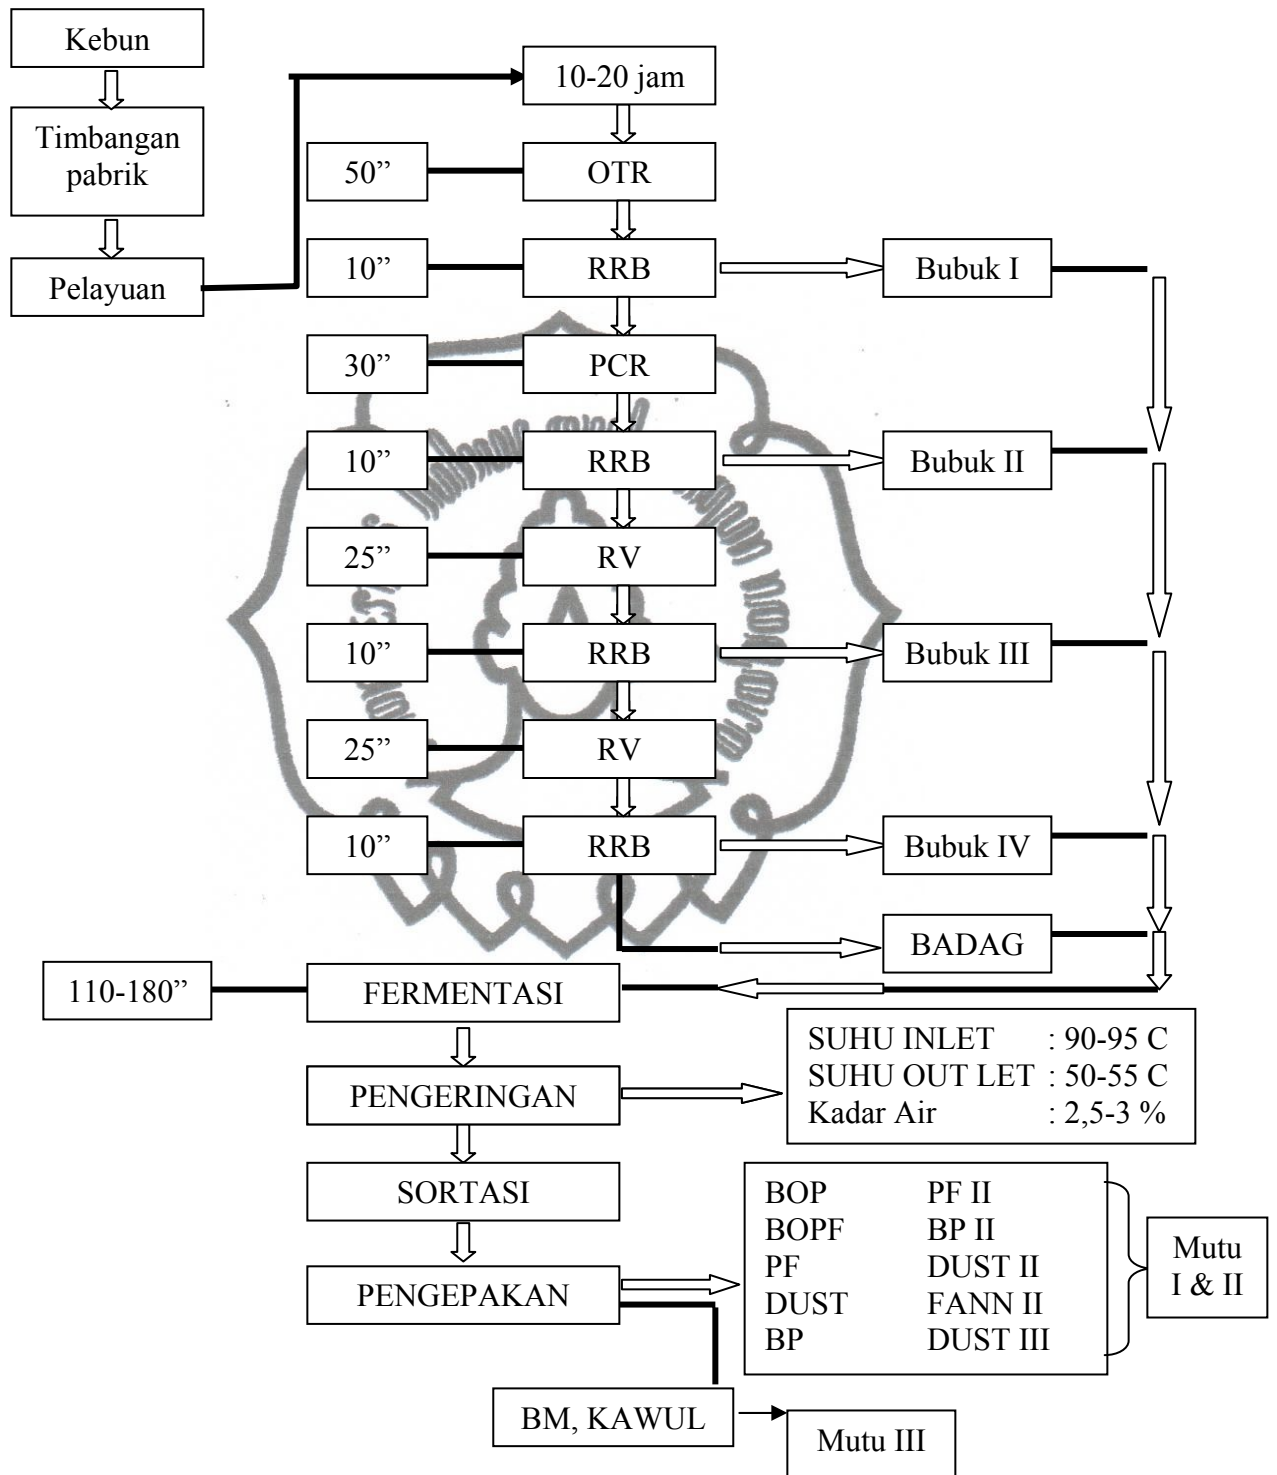 Kebun
Timbangan
pabrik
Pelayuan
10-20 jam
50” OTR
10” RRB Bubuk I
30” PCR
10” RRB Bubuk II
25” RV
10” RRB Bubuk III
25” RV
10” RRB Bubuk IV
BADAG
110-180” FERMENTASI
PENGERINGAN
SUHU INLET : 90-95 C
SUHU OUT LET : 50-55 C
Kadar Air : 2,5-3 %
SORTASI
PENGEPAKAN
BOP PF II
BOPF BP II
PF DUST II
DUST FANN II
BP DUST III
Mutu
I & II
BM, KAWUL
Mutu III